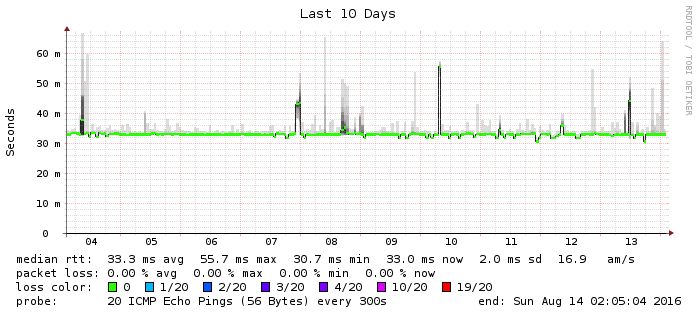 Last 10 Days
RRDTOOL / TOBI OETIKER
Seconds
60 m
50 m
40 m
30 m
20 m
10 m
0
04 05 06 07 08 09 10 11 12 13
median rtt: 33.3 ms avg 55.7 ms max 30.7 ms min 33.0 ms now 2.0 ms sd 16.9 am/s
packet loss: 0.00 % avg 0.00 % max 0.00 % min 0.00 % now
loss color: 0 1/20 2/20 3/20 4/20 10/20 19/20
probe: 20 ICMP Echo Pings (56 Bytes) every 300s end: Sun Aug 14 02:05:04 2016